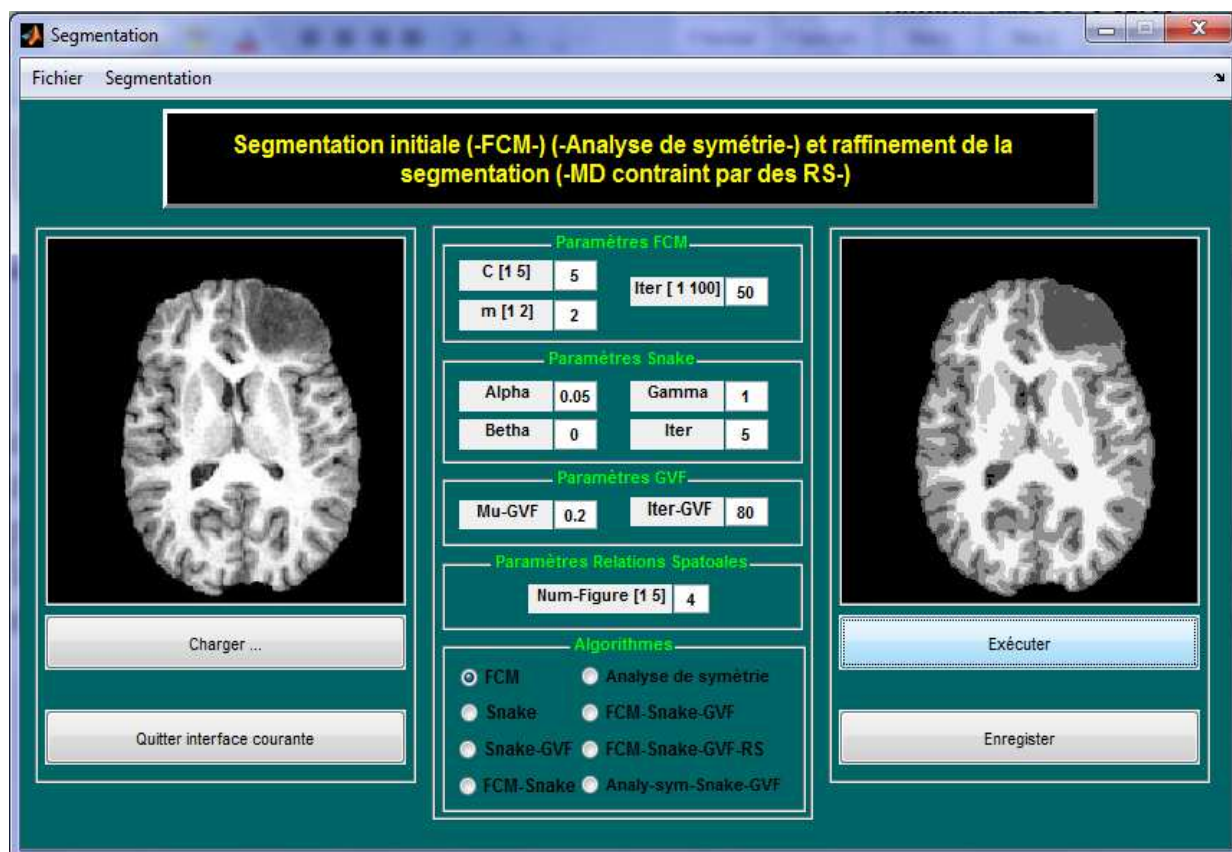 Segmentation
Fichier Segmentation
Segmentation initiale (-FCM-) (-Analyse de symétrie-) et raffinement de la
segmentation (-MD contraint par des RS-)
Paramètres FCM
C [1 5] 5
Iter [ 1 100] 50
m [1 2] 2
Paramètres Snake
Alpha 0.05 Gamma 1
Betha 0 Iter 5
Paramètres GVF
Mu-GVF 0.2 Iter-GVF 80
Paramètres Relations Spatoales
Num-Figure [1 5] 4
Charger ...
Exécuter
Algorithmes
FCM Analyse de symétrie
Snake FCM-Snake-GVF
Snake-GVF FCM-Snake-GVF-RS
FCM-Snake Analy-sym-Snake-GVF
Quitter interface courante
Enregister